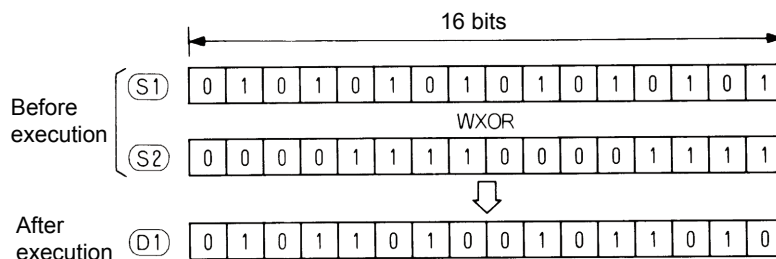 16 bits
Before execution
S1 0 1 0 1 0 1 0 1 0 1 0 1 0 1 0 1
WXOR
S2 0 0 0 0 1 1 1 1 0 0 0 0 1 1 1 1
After execution
D1 0 1 0 1 1 0 1 0 0 1 0 1 1 0 1 0